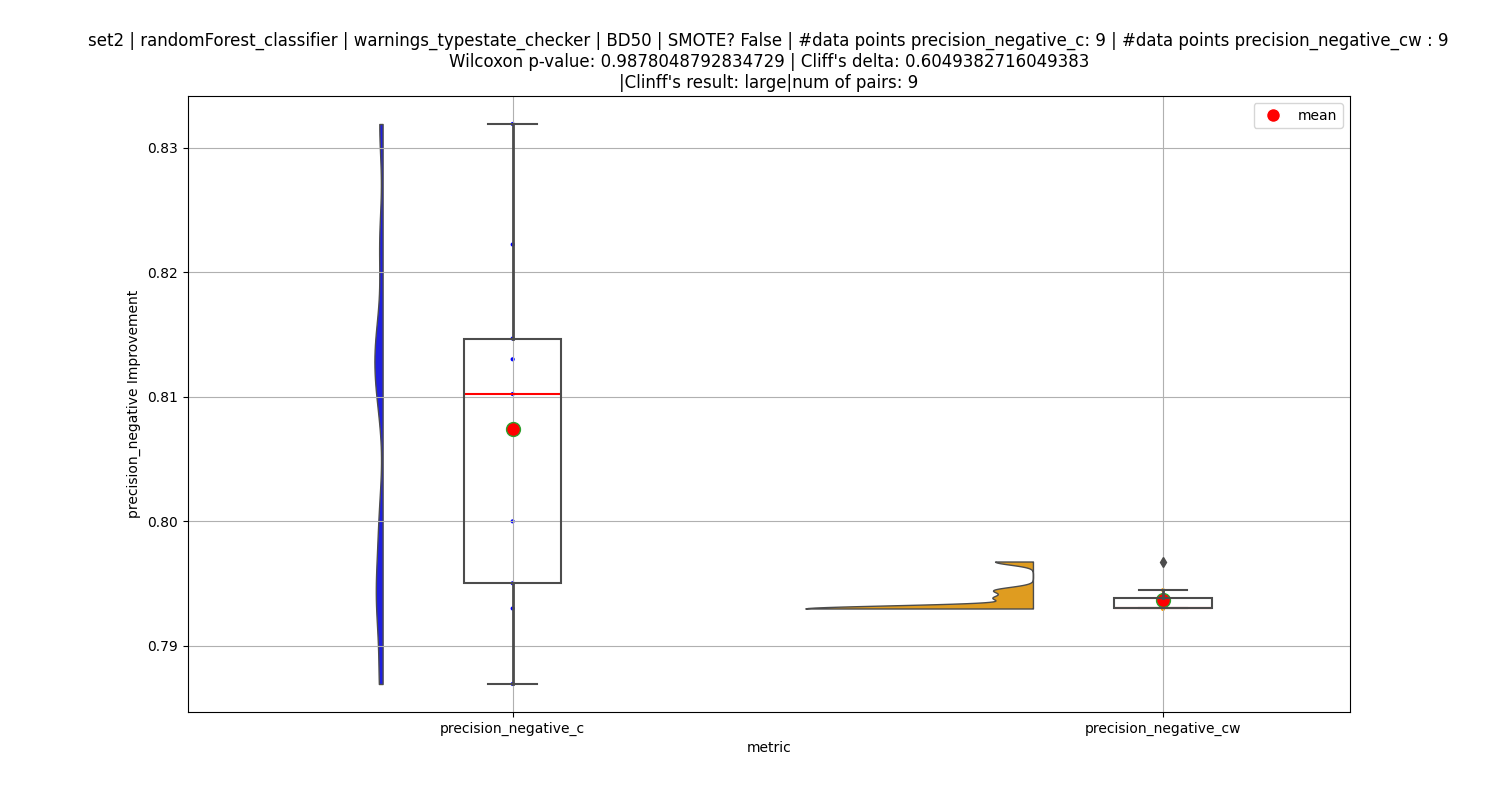 set2 | randomForest_classifier | warnings_typestate_checker | BD50 | SMOTE? False | #data points precision_negative_c: 9 | #data points precision_negative_cw : 9
Wilcoxon p-value: 0.9878048792834729 | Cliff's delta: 0.6049382716049383
|Clinff's result: large|num of pairs: 9
mean
0.83
0.82
0.81
0.80
0.79
precision_negative Improvement
precision_negative_c
precision_negative_cw
metric